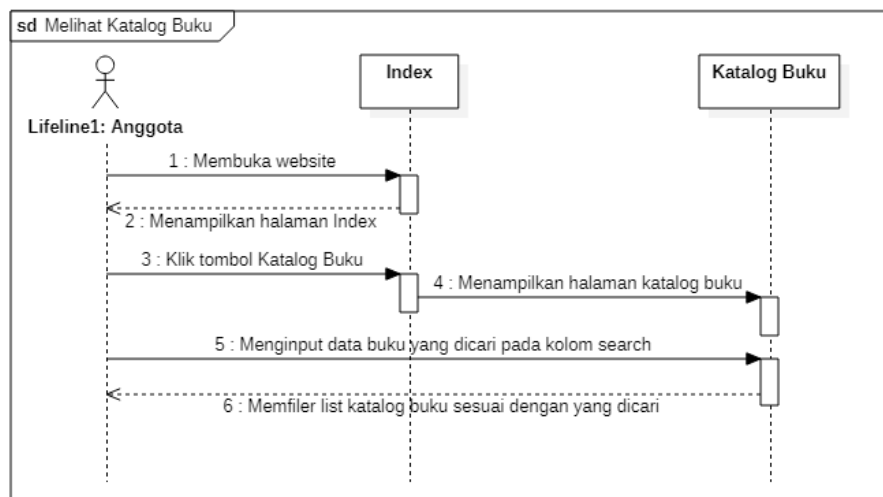 sd Melihat Katalog Buku
Index
Katalog Buku
Lifeline1: Anggota
1 : Membuka website
2 : Menampilkan halaman Index
3 : Klik tombol Katalog Buku
4 : Menampilkan halaman katalog buku
5 : Menginput data buku yang dicari pada kolom search
6 : Memfiler list katalog buku sesuai dengan yang dicari